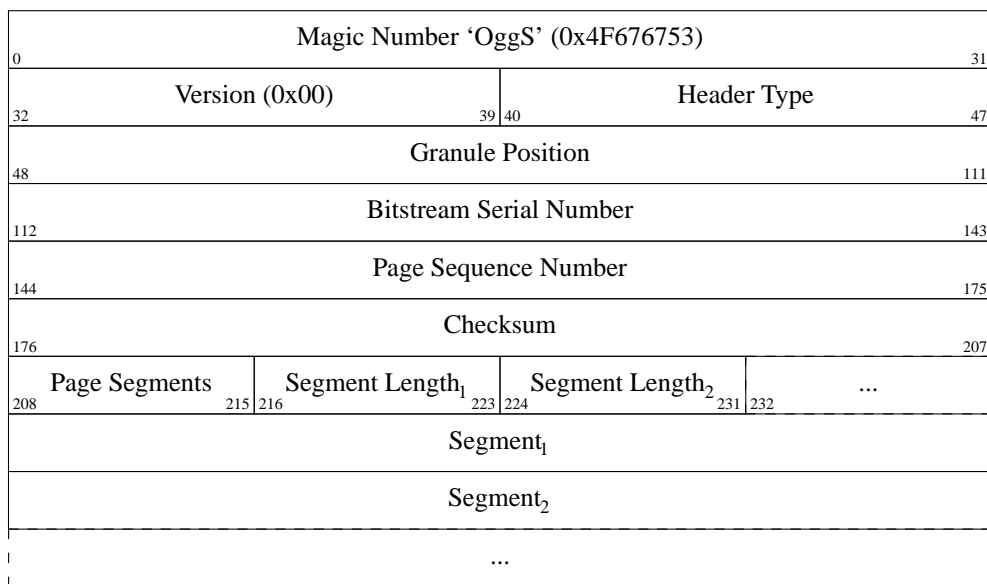 Magic Number ‘OggS’ (0x4F676753)
0 31
Version (0x00) Header Type
32 39 40 47
Granule Position
48 111
Bitstream Serial Number
112 143
Page Sequence Number
144 175
Checksum
176 207
Page Segments Segment Length₁ Segment Length₂ ...
208 215 216 223 224 231 232
Segment₁
Segment₂
...